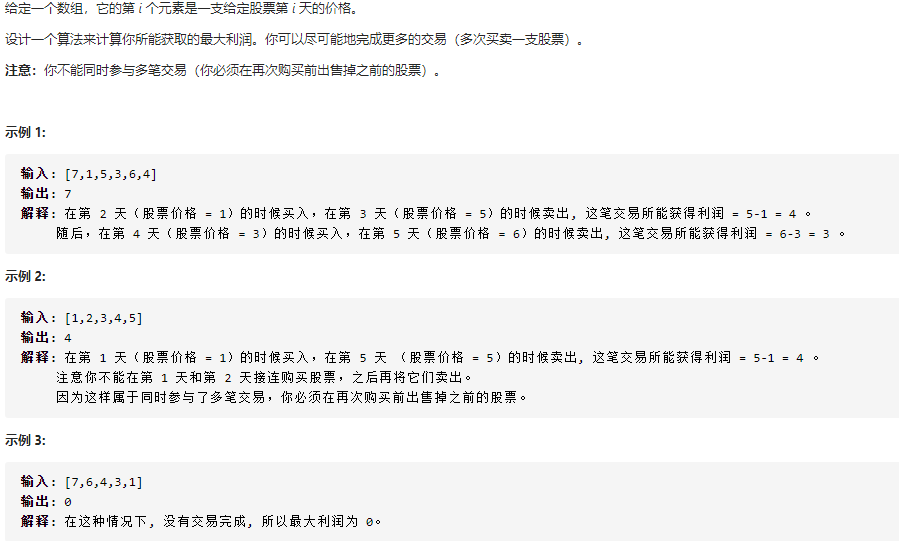 给定一个数组,它的第 i 个元素是一支给定股票第 i 天的价格。
设计一个算法来计算你所能获取的最大利润。你可以尽可能地完成更多的交易(多次买卖一支股票)。
注意:你不能同时参与多笔交易(你必须在再次购买前出售掉之前的股票)。
示例 1:
输入: [7,1,5,3,6,4]
输出: 7
解释: 在第 2 天(股票价格 = 1)的时候买入,在第 3 天(股票价格 = 5)的时候卖出, 这笔交易所能获得利润 = 5-1 = 4 。
随后,在第 4 天(股票价格 = 3)的时候买入,在第 5 天(股票价格 = 6)的时候卖出, 这笔交易所能获得利润 = 6-3 = 3 。
示例 2:
输入: [1,2,3,4,5]
输出: 4
解释: 在第 1 天(股票价格 = 1)的时候买入,在第 5 天 (股票价格 = 5)的时候卖出, 这笔交易所能获得利润 = 5-1 = 4 。
注意你不能在第 1 天和第 2 天接连购买股票,之后再将它们卖出。
因为这样属于同时参与了多笔交易,你必须在再次购买前出售掉之前的股票。
示例 3:
输入: [7,6,4,3,1]
输出: 0
解释: 在这种情况下, 没有交易完成, 所以最大利润为 0。